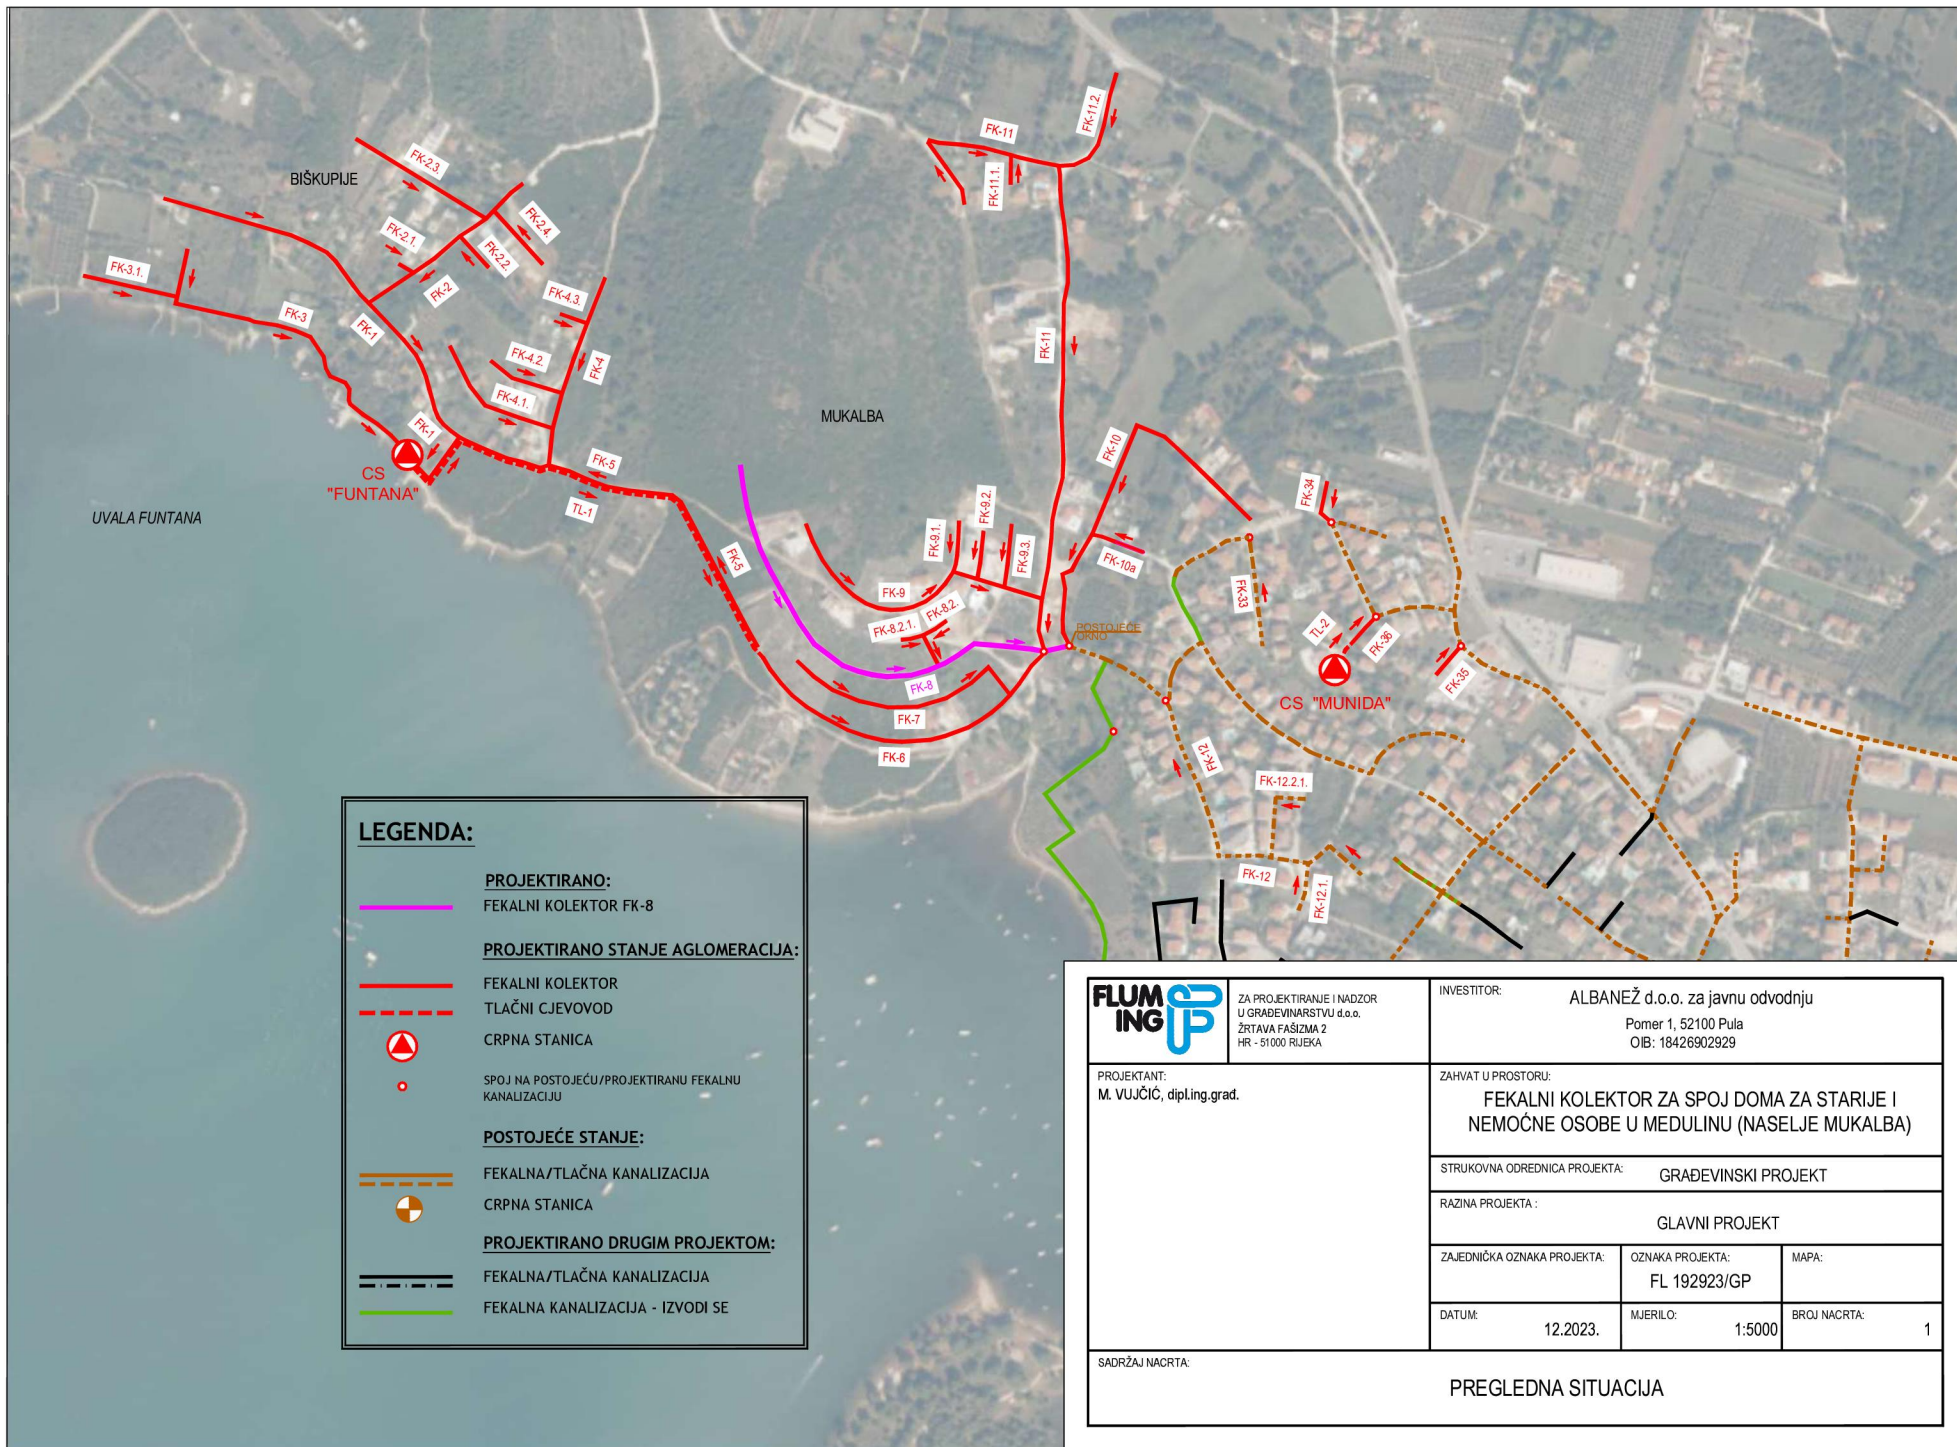 BIŠKUPIJE
FK-2.3.
FK-2.4.
FK-2.1.
FK-2.2.
FK-2
FK-3.1.
FK-3
FK-1
FK-4.3.
FK-4.2.
FK-4
FK-4.1.
FK-1
CS
"FUNTANA"
FK-5
TL-1
FK-5
UVALA FUNTANA
MUKALBA
FK-11
FK-11.2.
FK-11.1.
FK-11
FK-10
FK-10a
FK-9.1.
FK-9.2.
FK-9.3.
FK-9
FK-8.2.
FK-8.2.1.
FK-8
FK-7
FK-6
POSTOJEĆE
OKNO
FK-34
FK-33
TL-2
FK-36
FK-35
CS "MUNIDA"
FK-12
FK-12.2.1.
FK-12
FK-12.1.
LEGENDA:
PROJEKTIRANO:
FEKALNI KOLEKTOR FK-8
PROJEKTIRANO STANJE AGLOMERACIJA:
FEKALNI KOLEKTOR
TLAČNI CJEVOVOD
CRPNA STANICA
SPOJ NA POSTOJEĆU/PROJEKTIRANU FEKALNU
KANALIZACIJU
POSTOJEĆE STANJE:
FEKALNA/TLAČNA KANALIZACIJA
CRPNA STANICA
PROJEKTIRANO DRUGIM PROJEKTOM:
FEKALNA/TLAČNA KANALIZACIJA
FEKALNA KANALIZACIJA - IZVODI SE
FLUM
ING
ZA PROJEKTIRANJE I NADZOR
U GRAĐEVINARSTVU d.o.o.
ŽRTAVA FAŠIZMA 2
HR - 51000 RIJEKA
INVESTITOR:
ALBANEŽ d.o.o. za javnu odvodnju
Pomer 1, 52100 Pula
OIB: 18426902929
PROJEKTANT:
M. VUJČIĆ, dipl.ing.građ.
ZAHVAT U PROSTORU:
FEKALNI KOLEKTOR ZA SPOJ DOMA ZA STARIJE I
NEMOĆNE OSOBE U MEDULINU (NASELJE MUKALBA)
STRUKOVNA ODREDNICA PROJEKTA:
GRAĐEVINSKI PROJEKT
RAZINA PROJEKTA :
GLAVNI PROJEKT
ZAJEDNIČKA OZNAKA PROJEKTA:
OZNAKA PROJEKTA:
FL 192923/GP
MAPA:
DATUM:
12.2023.
MJERILO:
1:5000
BROJ NACRTA:
1
SADRŽAJ NACRTA:
PREGLEDNA SITUACIJA